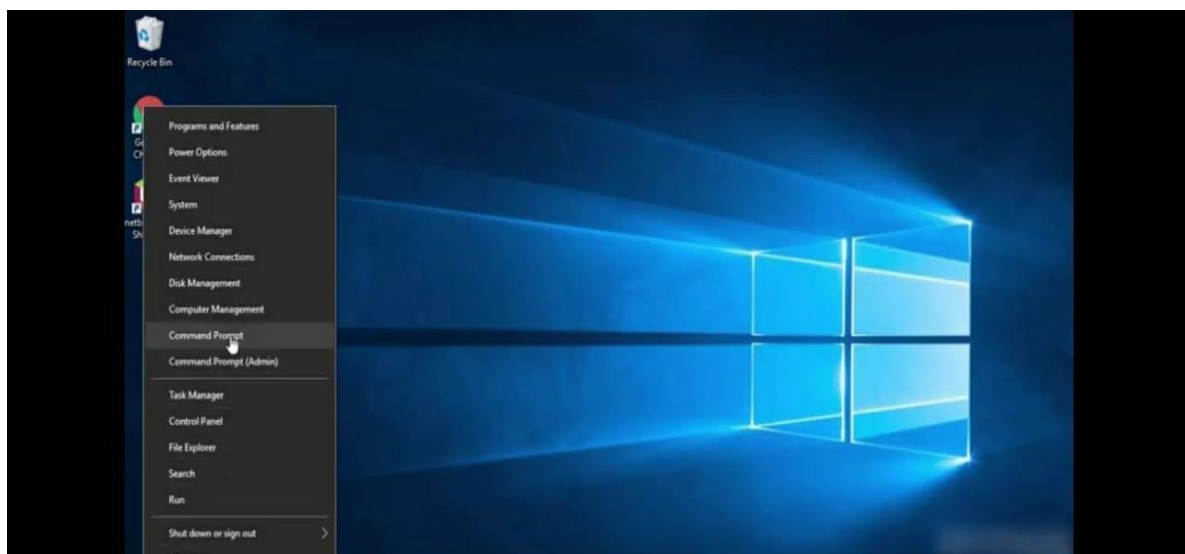 Recycle Bin
Programs and Features
Power Options
Event Viewer
System
Device Manager
Network Connections
Disk Management
Computer Management
Command Prompt
Command Prompt (Admin)
Task Manager
Control Panel
File Explorer
Search
Run
Shut down or sign out